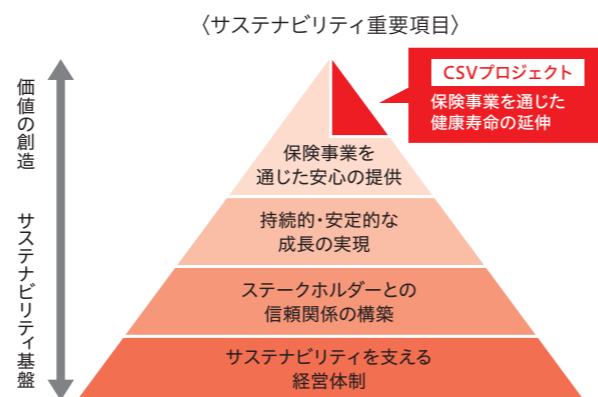 〈サステナビリティ重要項目〉
CSVプロジェクト
保険事業を通じた
健康寿命の延伸
価値の創造
サステナビリティ基盤
保険事業を
通じた安心の提供
持続的・安定的な
成長の実現
ステークホルダーとの
信頼関係の構築
サステナビリティを支える
経営体制